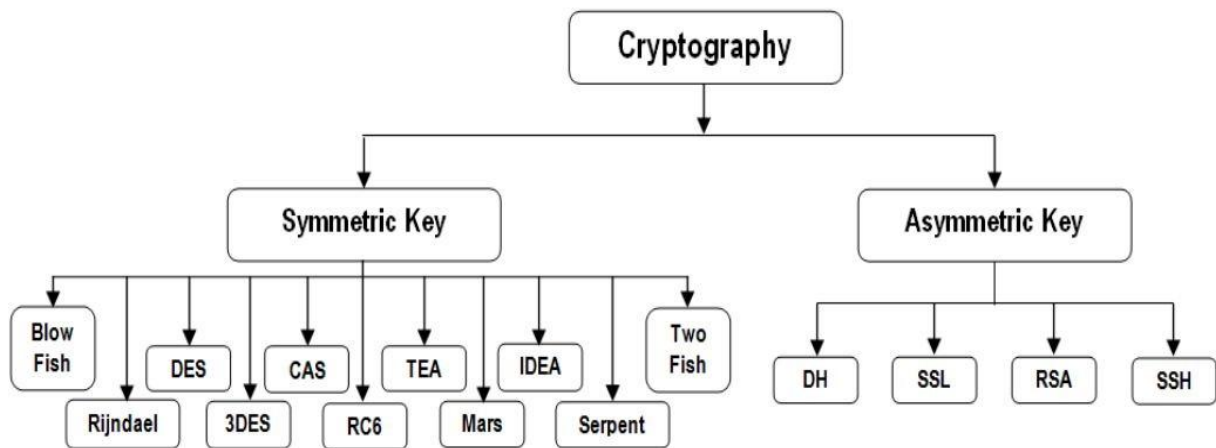 Cryptography
Symmetric Key
Asymmetric Key
Blow
Fish
DES
CAS
TEA
IDEA
Two
Fish
Rijndael
3DES
RC6
Mars
Serpent
DH
SSL
RSA
SSH